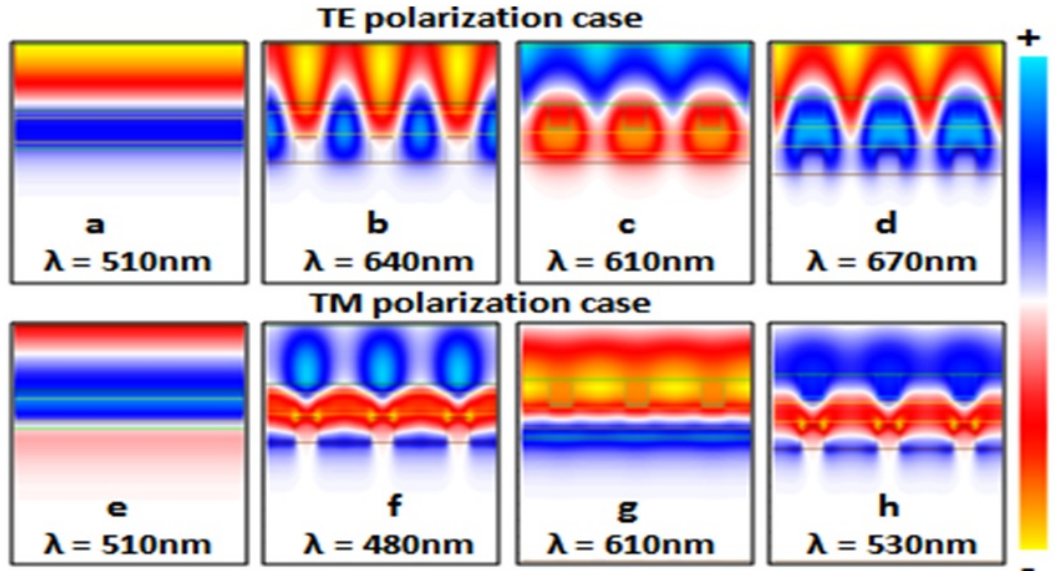 TE polarization case
+
a b c d
λ = 510nm λ = 640nm λ = 610nm λ = 670nm
TM polarization case
e f g h
λ = 510nm λ = 480nm λ = 610nm λ = 530nm
-